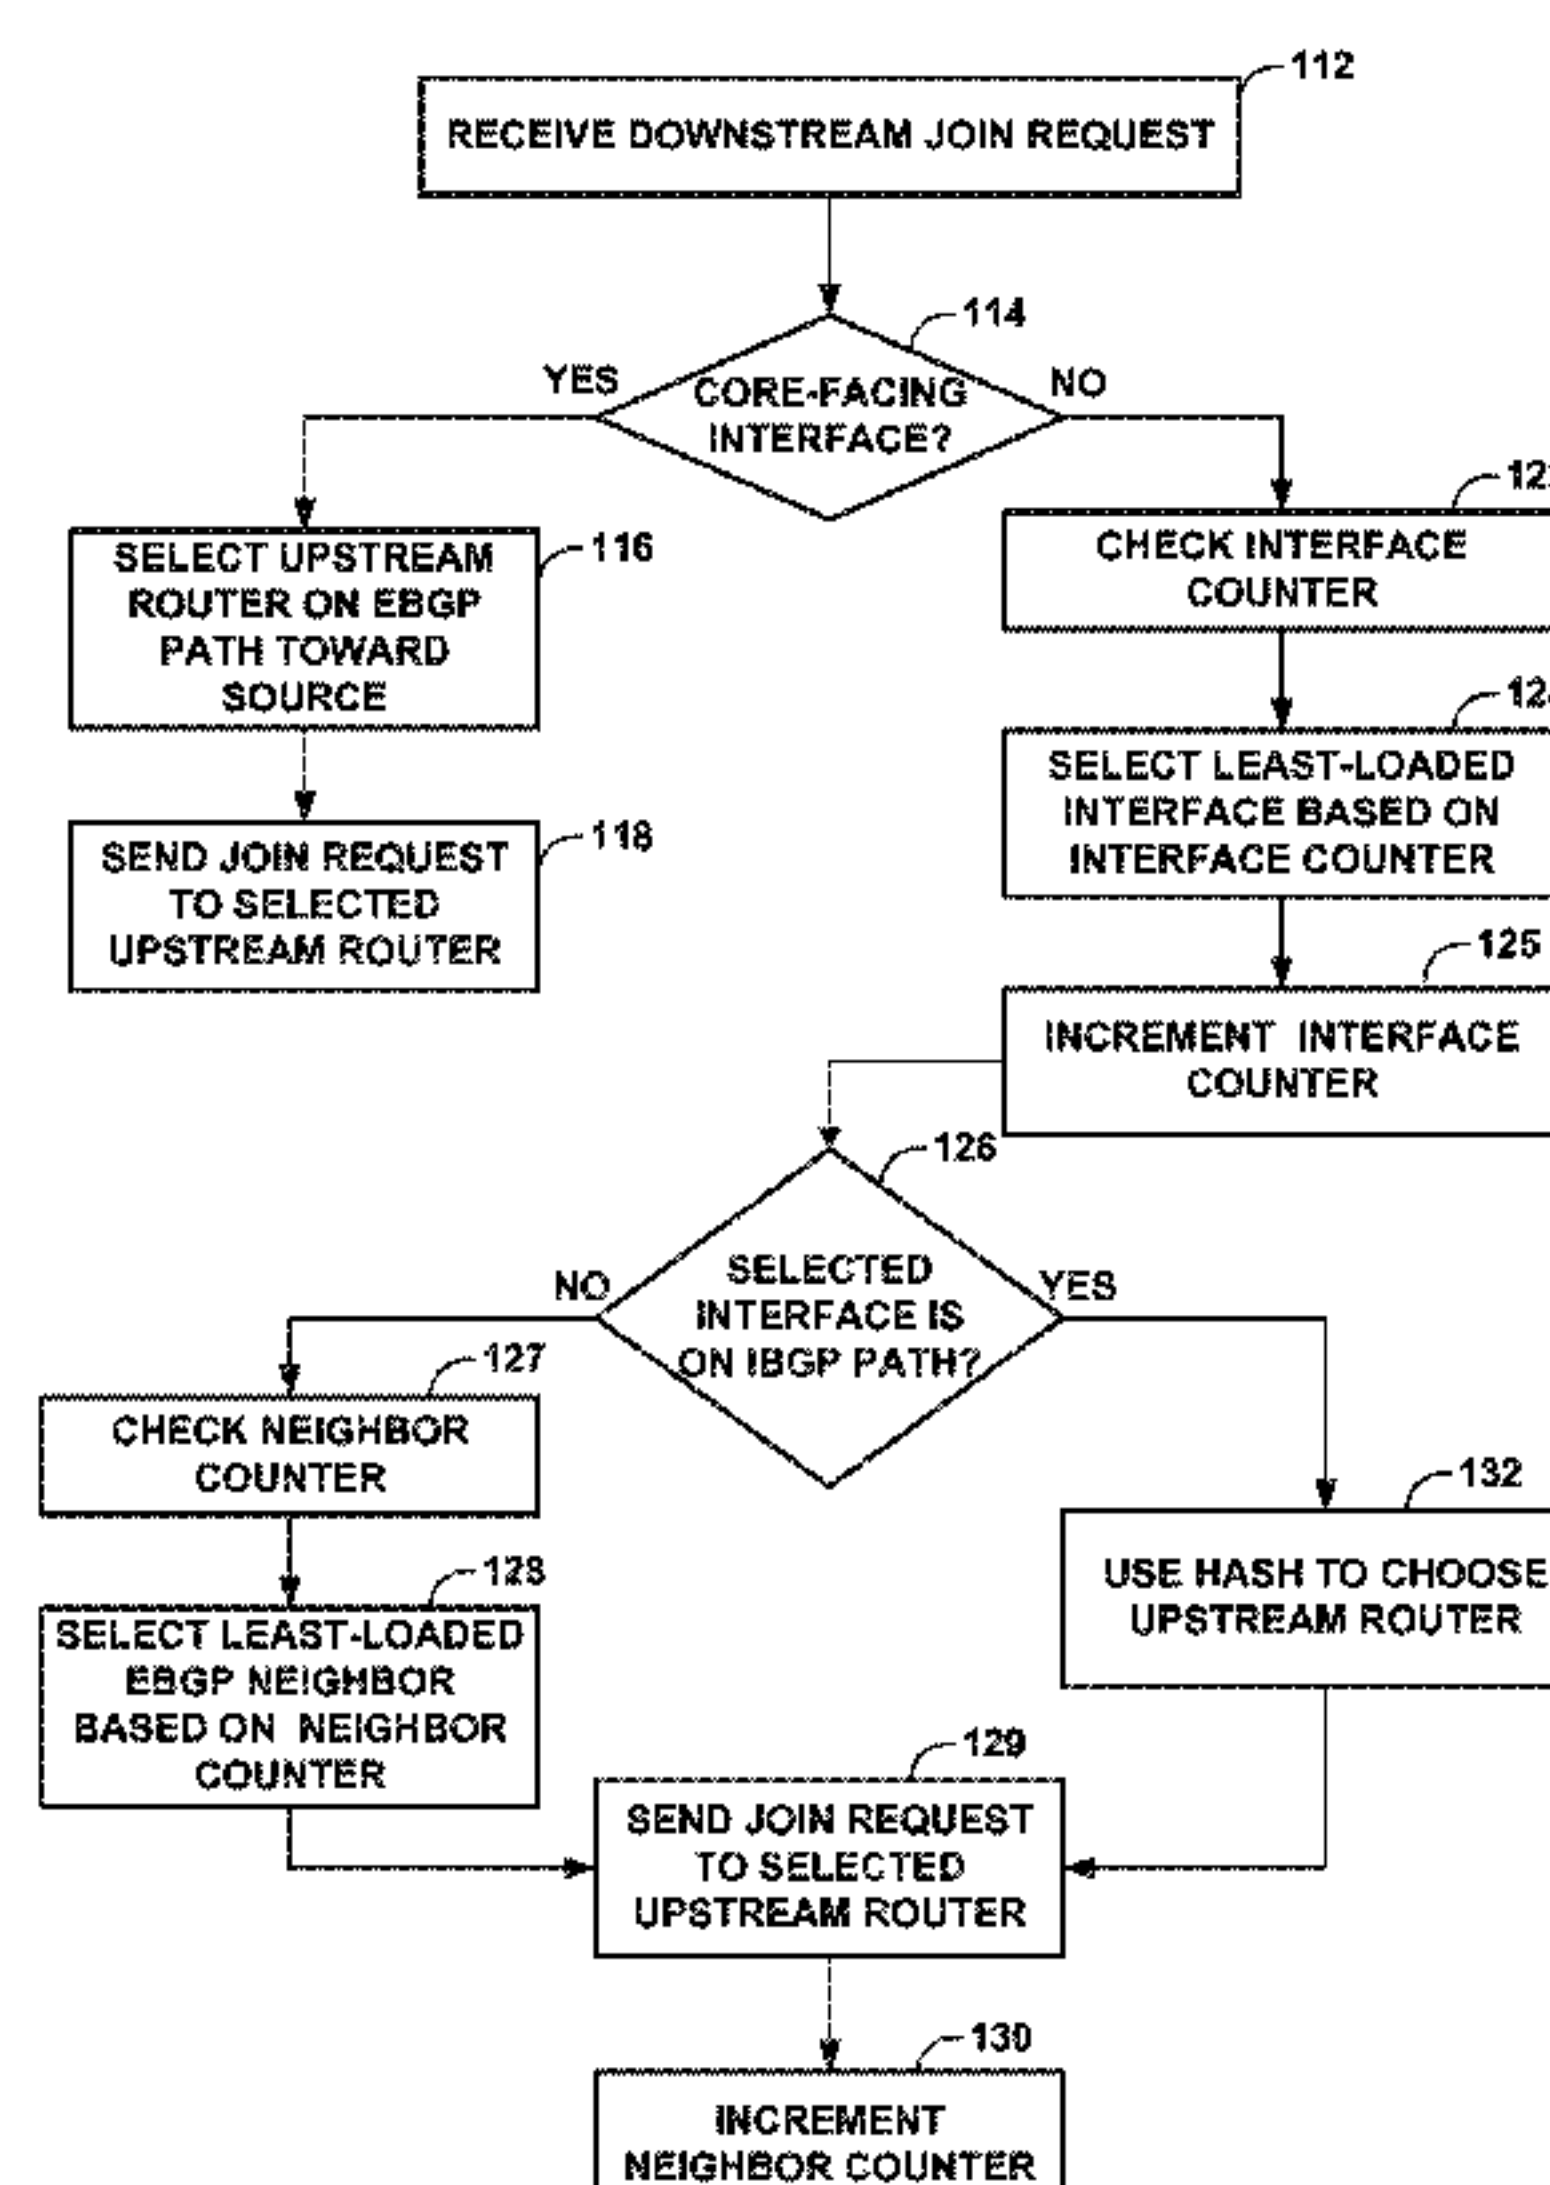 112
RECEIVE DOWNSTREAM JOIN REQUEST
114
YES
CORE-FACING
INTERFACE?
NO
116
SELECT UPSTREAM
ROUTER ON EBGP
PATH TOWARD
SOURCE
CHECK INTERFACE
COUNTER
118
SEND JOIN REQUEST
TO SELECTED
UPSTREAM ROUTER
SELECT LEAST-LOADED
INTERFACE BASED ON
INTERFACE COUNTER
125
INCREMENT INTERFACE
COUNTER
126
NO
SELECTED
INTERFACE IS
ON IBGP PATH?
YES
127
CHECK NEIGHBOR
COUNTER
128
SELECT LEAST-LOADED
EBGP NEIGHBOR
BASED ON NEIGHBOR
COUNTER
132
USE HASH TO CHOOSE
UPSTREAM ROUTER
129
SEND JOIN REQUEST
TO SELECTED
UPSTREAM ROUTER
130
INCREMENT
NEIGHBOR COUNTER